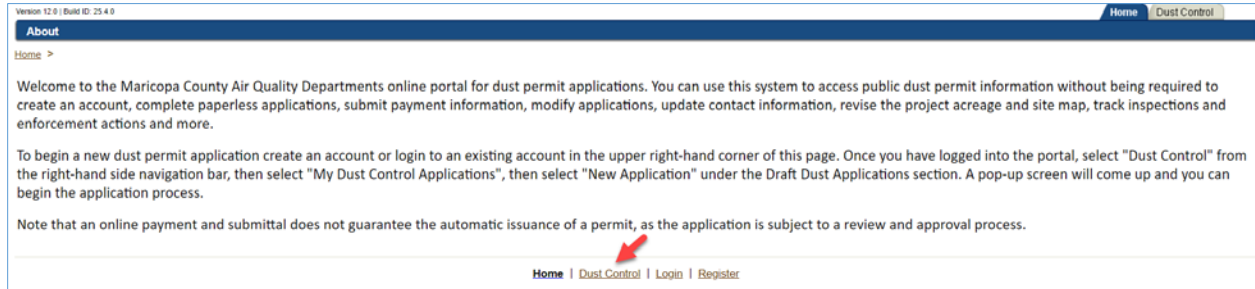 Version 12.0 | Build ID: 25.4.0
Home Dust Control
About
Home >
Welcome to the Maricopa County Air Quality Departments online portal for dust permit applications. You can use this system to access public dust permit information without being required to
create an account, complete paperless applications, submit payment information, modify applications, update contact information, revise the project acreage and site map, track inspections and
enforcement actions and more.
To begin a new dust permit application create an account or login to an existing account in the upper right-hand corner of this page. Once you have logged into the portal, select "Dust Control" from
the right-hand side navigation bar, then select "My Dust Control Applications", then select "New Application" under the Draft Dust Applications section. A pop-up screen will come up and you can
begin the application process.
Note that an online payment and submittal does not guarantee the automatic issuance of a permit, as the application is subject to a review and approval process.
Home | Dust Control | Login | Register